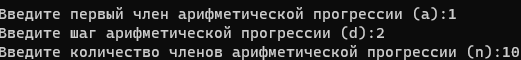 Введите первый член арифметической прогрессии (a):1
Введите шаг арифметической прогрессии (d):2
Введите количество членов арифметической прогрессии (n):10